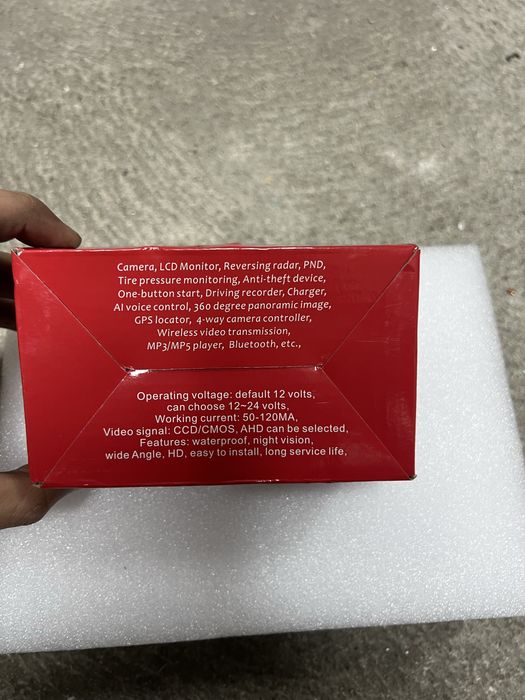 Camera, LCD Monitor, Reversing radar, PND,
Tire pressure monitoring, Anti-theft device,
One-button start, Driving recorder, Charger,
AI voice control, 360 degree panoramic image,
GPS locator, 4-way camera controller,
Wireless video transmission,
MP3/MP5 player, Bluetooth, etc.,
Operating voltage: default 12 volts,
can choose 12~24 volts,
Working current: 50-120MA,
Video signal: CCD/CMOS, AHD can be selected,
Features: waterproof, night vision,
wide Angle, HD, easy to install, long service life,